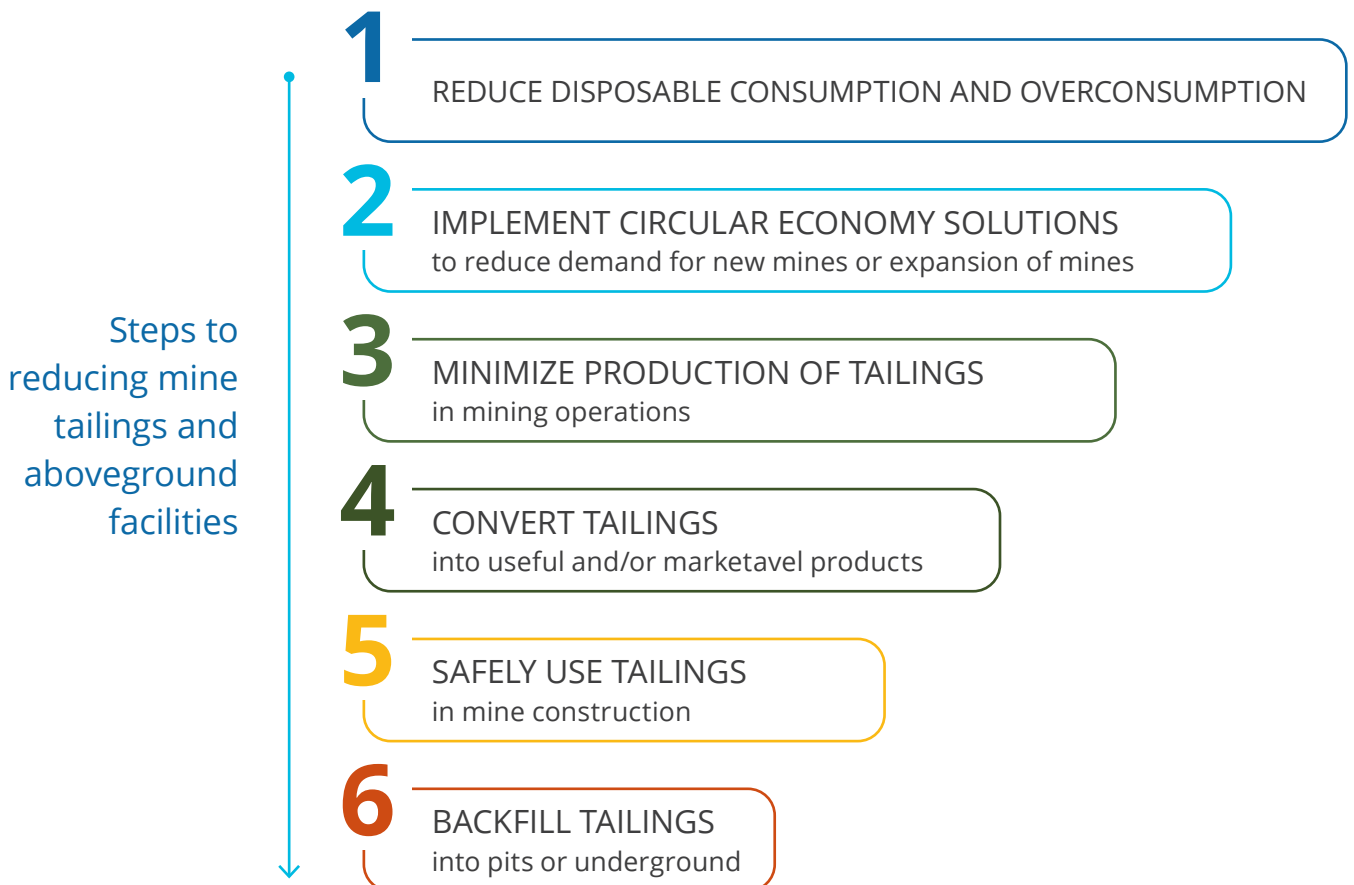 Steps to
reducing mine
tailings and
aboveground
facilities
1
REDUCE DISPOSABLE CONSUMPTION AND OVERCONSUMPTION
2
IMPLEMENT CIRCULAR ECONOMY SOLUTIONS
to reduce demand for new mines or expansion of mines
3
MINIMIZE PRODUCTION OF TAILINGS
in mining operations
4
CONVERT TAILINGS
into useful and/or marketavel products
5
SAFELY USE TAILINGS
in mine construction
6
BACKFILL TAILINGS
into pits or underground